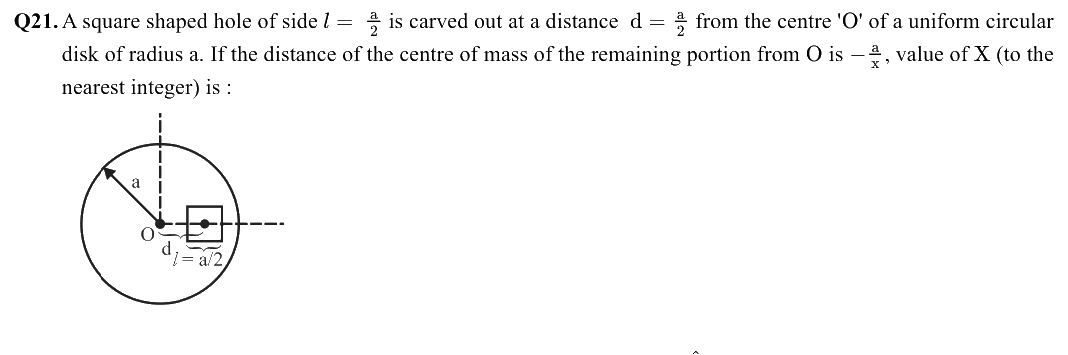 Q21. A square shaped hole of side l = a/2 is carved out at a distance d = a/2 from the centre 'O' of a uniform circular
disk of radius a. If the distance of the centre of mass of the remaining portion from O is −a/x, value of X (to the
nearest integer) is :
a
O
d
l = a/2